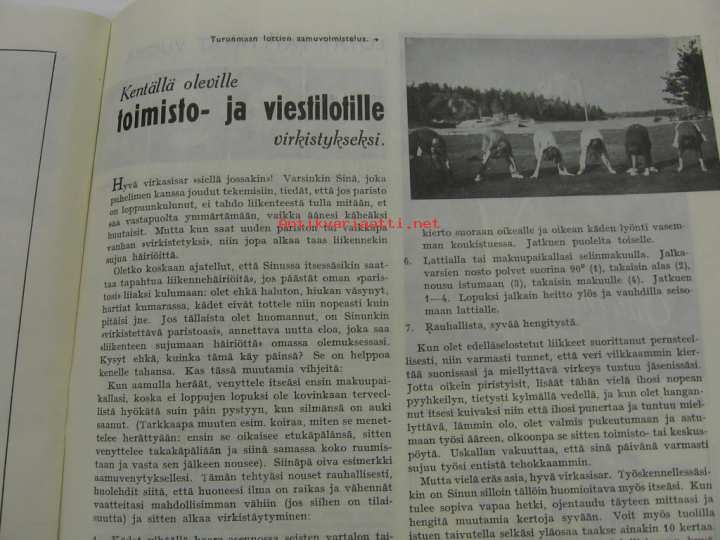 Turunmaan lottien aamuvoimistelua. →
Kentällä oleville
toimisto- ja viestilotille
virkistykseksi.
Hyvä virkasisar »siellä jossakin»! Varsinkin Sinä, joka
puhelimen kanssa joudut tekemisiin, tiedät, että jos paristo
on loppuunkulunut, ei tahdo liikenteestä tulla mitään, et
saa vastapuolta ymmärtämään, vaikka äänesi käheäksi
huutaisit. Mutta kun saat uuden pariston tai vaikkapa
vanhan »virkistetyksi», niin jopa alkaa taas liikennekin
sujua häiriöittä.
Oletko koskaan ajatellut, että Sinussa itsessäsikin saat-
taa tapahtua »liikennehäiriöitä», jos päästät oman »paris-
tosi» liiaksi kulumaan: olet ehkä haluton, hiukan väsynyt,
hartiat kumarassa, kädet eivät tottele niin nopeasti kuin
pitäisi jne. Jos tällaista olet huomannut, on Sinunkin
»virkistettävä paristoasi», annettava uutta eloa, joka saa
»liikenteen sujumaan häiriöttä» omassa olemuksessasi.
Kysyt ehkä, kuinka tämä käy päinsä? Se on helppoa
kenelle tahansa. Kas tässä muutamia vihjeitä:
Kun aamulla heräät, venyttele itseäsi ensin makuupai-
kallasi, koska ei loppujen lopuksi ole kovinkaan terveel-
listä hyökätä suin päin pystyyn, kun silmänsä on auki
saanut. (Tarkkaapa muuten esim. koiraa, miten se menet-
telee herättyään: ensin se oikaisee etukäpälänsä, sitten
venyttelee takakäpäliään ja siinä samassa koko ruumis-
taan ja vasta sen jälkeen nousee). Siinäpä oiva esimerkki
aamuvenytyksellesi. Tämän tehtyäsi nouset rauhallisesti,
huolehdit siitä, että huoneesi ilma on raikas ja vähennät
vaatteitasi mahdollisimman vähiin (jos siihen on tilai-
suutta) ja sitten alkaa virkistäytyminen:
kierto suoraan oikealle ja oikean käden lyönti vasem-
man koukistuessa. Jatkuen puolelta toiselle.
6. Lattialla tai makuupaikallasi selinmakuulla. Jalka-
varsien nosto polvet suorina 90° (1), takaisin alas (2),
nousu istumaan (3), takaisin makuulle (4). Jatkuen
1—4. Lopuksi jalkain heitto ylös ja vauhdilla seiso-
maan lattialle.
7. Rauhallista, syvää hengitystä.
Kun olet edelläselostetut liikkeet suorittanut perusteel-
lisesti, niin varmasti tunnet, että veri vilkkaammin kier-
tää suonissasi ja miellyttävä virkeys tuntuu jäsenissäsi.
Jotta oikein piristyisit, lisäät tähän vielä ihosi nopean
pyyhkeilyn, tietysti kylmällä vedellä, ja kun olet hangan-
nut itsesi kuivaksi niin että ihosi punertaa ja tuntuu miel-
lyttävä, lämmin olo, olet valmis pukeutumaan ja astu-
maan työsi ääreen, olkoonpa se sitten toimisto- tai keskus-
pöytä. Uskallan vakuuttaa, että sinä päivänä varmasti
sujuu työsi entistä tehokkaammin.
Mutta vielä eräs asia, hyvä virkasisar. Työskennellessäsi-
kin on Sinun silloin tällöin huomioitava myös itseäsi. Kun
tulee sopiva vapaa hetki, ojentaudu täyteen mittaasi ja
hengitä muutamia kertoja syvään. Voit myös tuolilla
istuen taivutella selkäsi yläosaa taakse ainakin 10 kertaa
Antikvariaatti.net